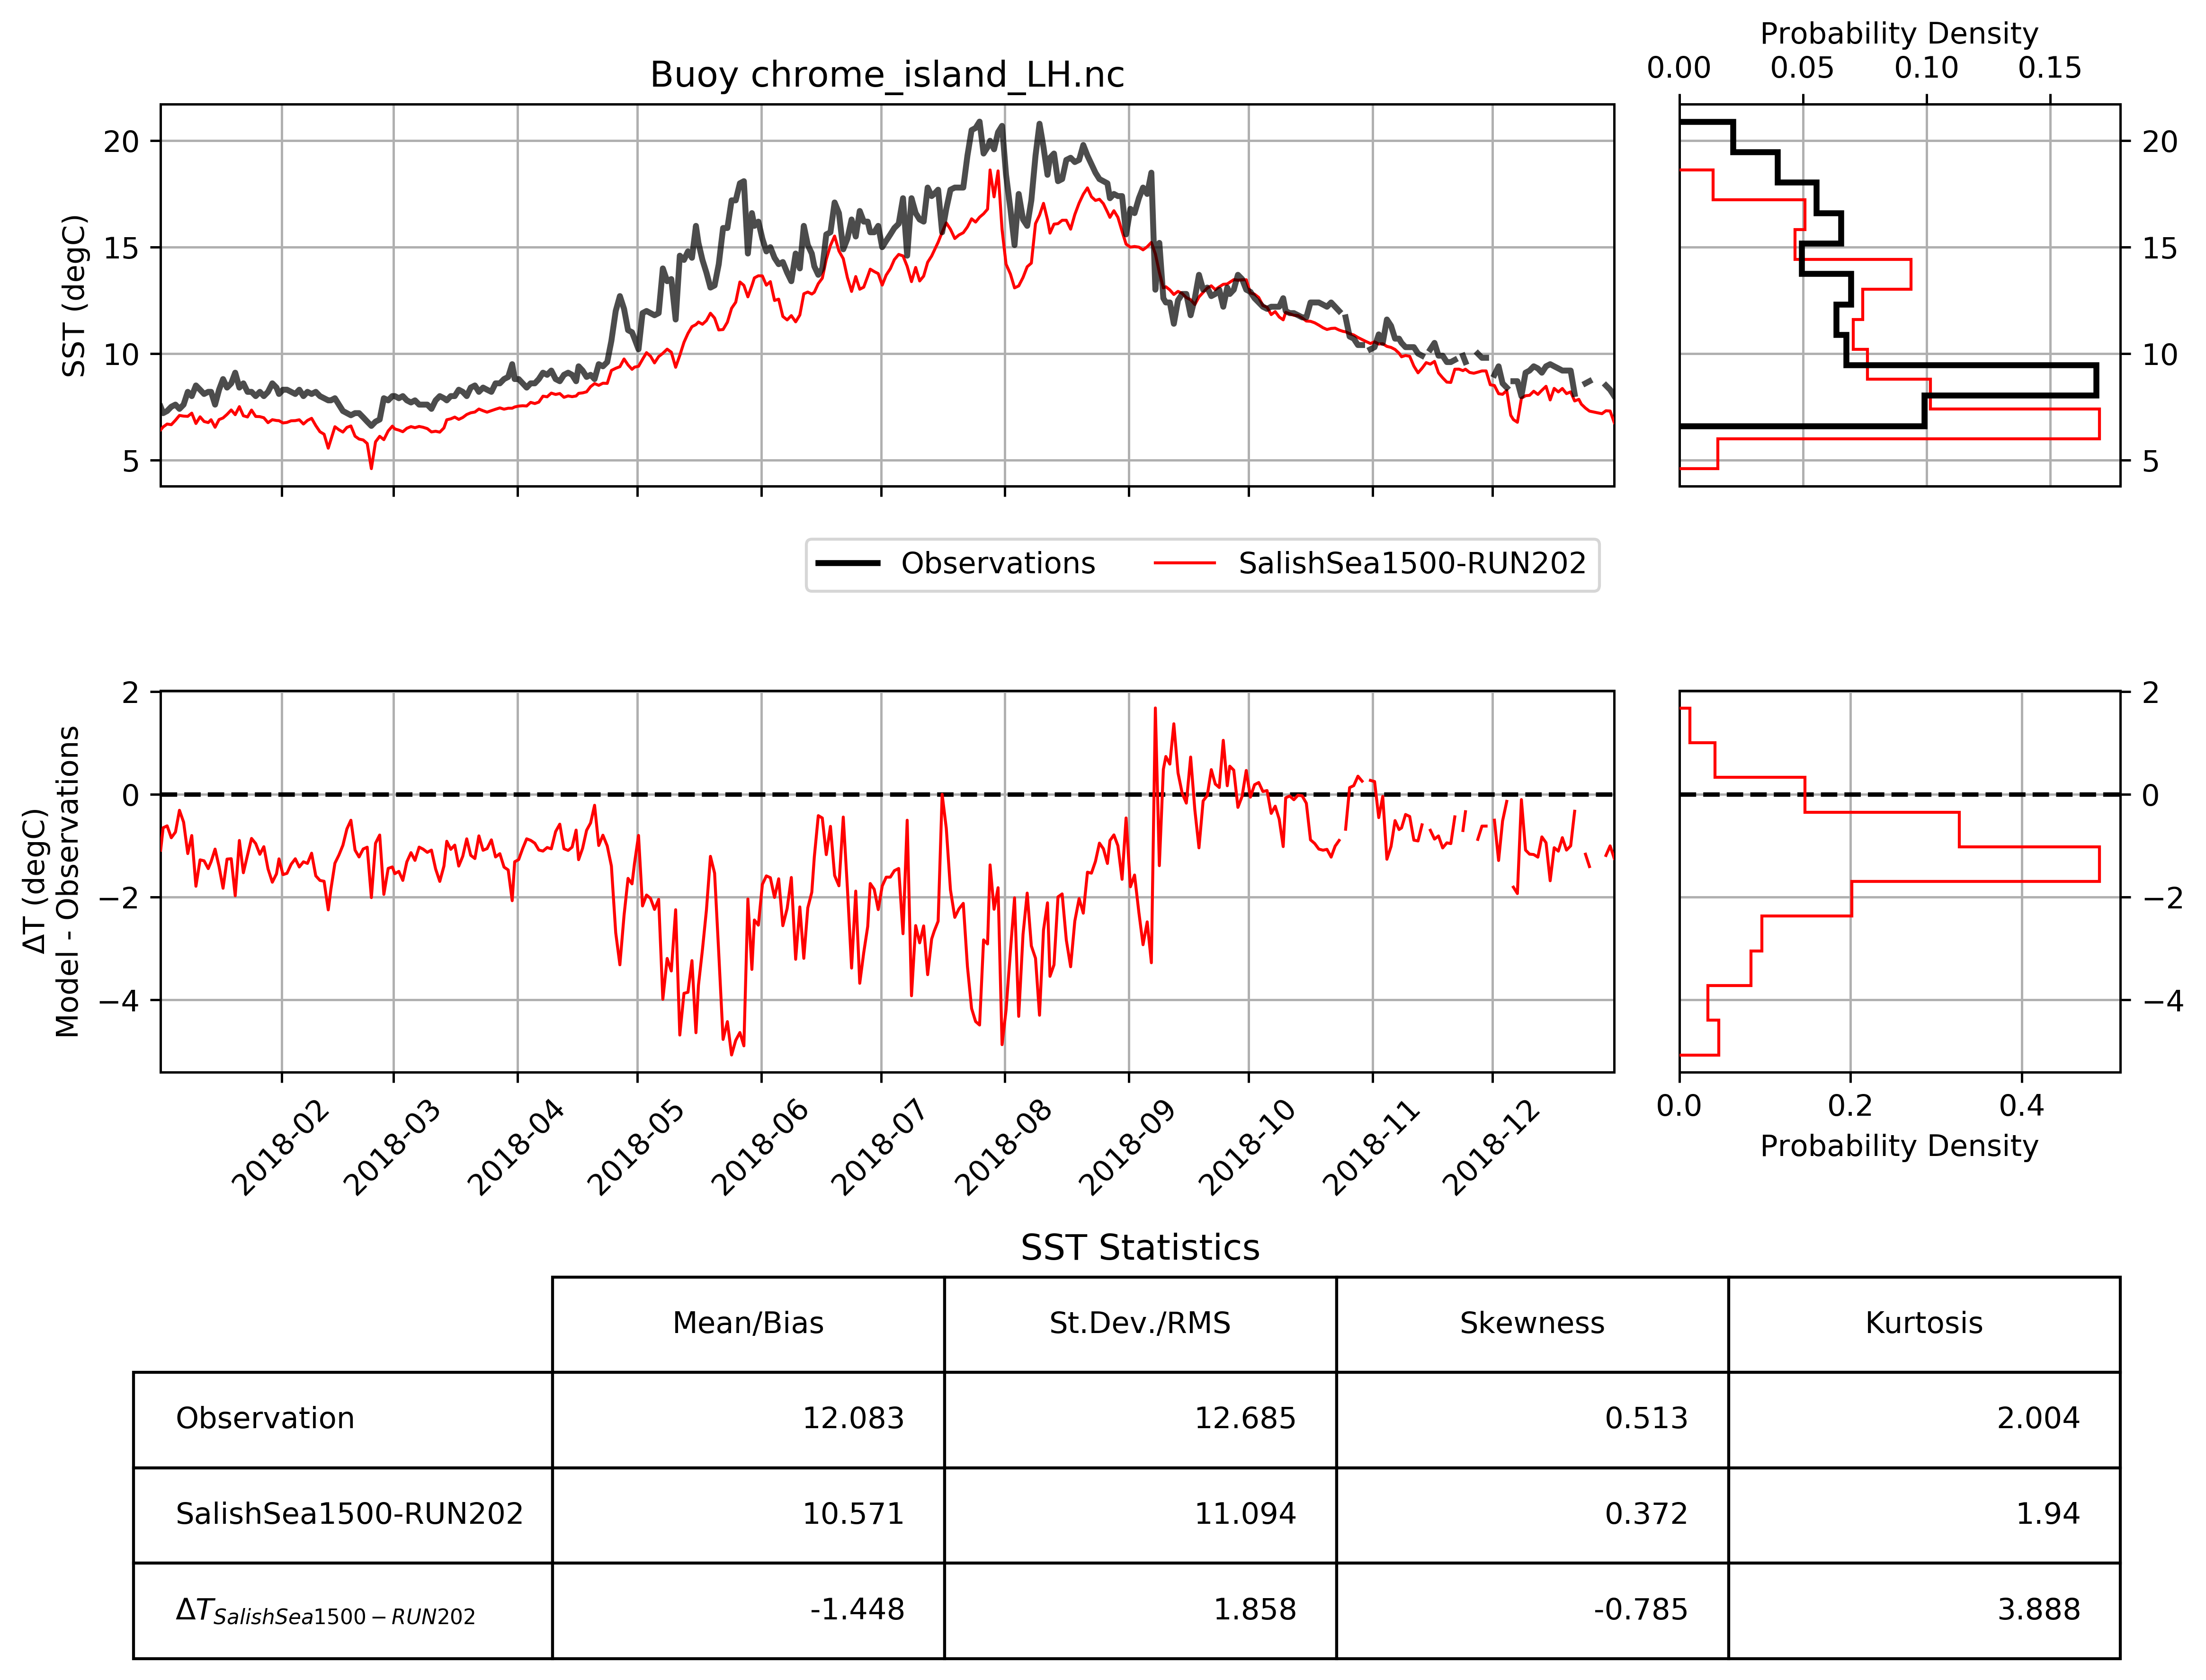 Probability Density
0.00 0.05 0.10 0.15
Buoy chrome_island_LH.nc
SST (degC)
20
15
10
5
20
15
10
5
Observations SalishSea1500-RUN202
ΔT (degC)
Model - Observations
2
0
−2
−4
2
0
−2
−4
0.0 0.2 0.4
Probability Density
2018-02 2018-03 2018-04 2018-05 2018-06 2018-07 2018-08 2018-09 2018-10 2018-11 2018-12
SST Statistics
Mean/Bias St.Dev./RMS Skewness Kurtosis
Observation 12.083 12.685 0.513 2.004
SalishSea1500-RUN202 10.571 11.094 0.372 1.94
ΔT SalishSea1500−RUN202 -1.448 1.858 -0.785 3.888